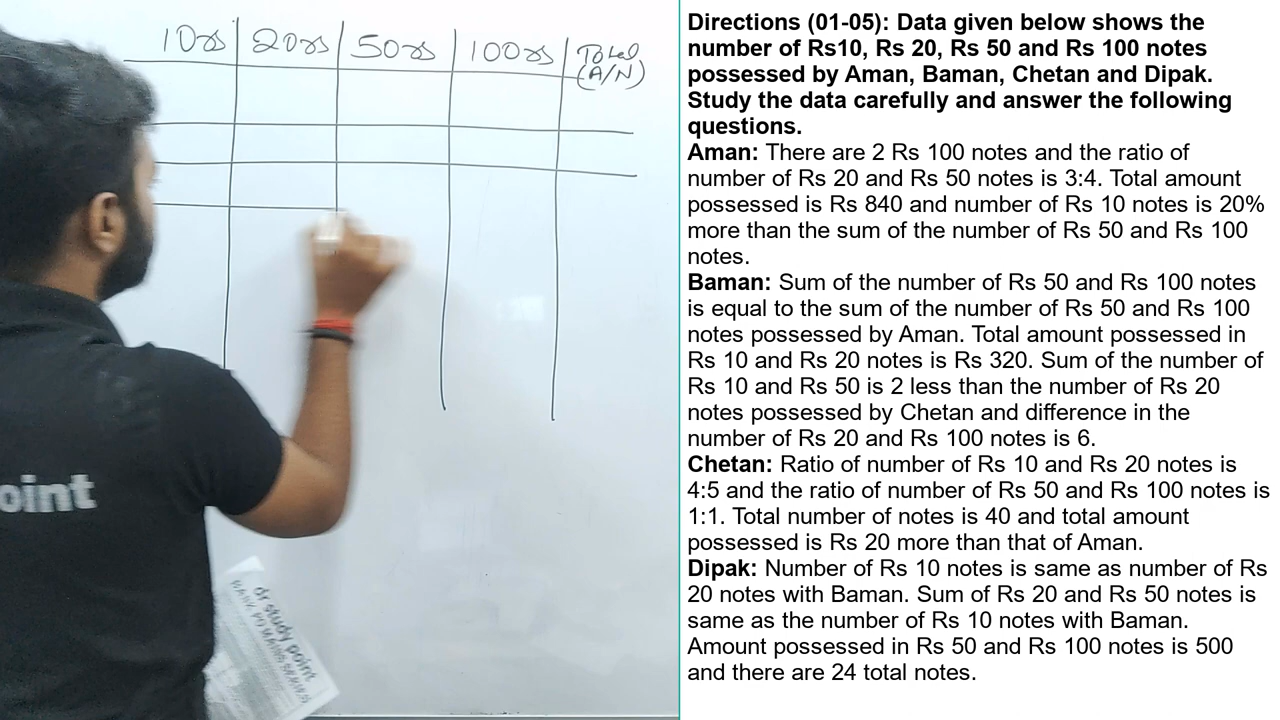 10rs 20rs 50rs 100rs Total
(A/N)
oint
dr study point
Directions (01-05): Data given below shows the
number of Rs10, Rs 20, Rs 50 and Rs 100 notes
possessed by Aman, Baman, Chetan and Dipak.
Study the data carefully and answer the following
questions.
Aman: There are 2 Rs 100 notes and the ratio of
number of Rs 20 and Rs 50 notes is 3:4. Total amount
possessed is Rs 840 and number of Rs 10 notes is 20%
more than the sum of the number of Rs 50 and Rs 100
notes.
Baman: Sum of the number of Rs 50 and Rs 100 notes
is equal to the sum of the number of Rs 50 and Rs 100
notes possessed by Aman. Total amount possessed in
Rs 10 and Rs 20 notes is Rs 320. Sum of the number of
Rs 10 and Rs 50 is 2 less than the number of Rs 20
notes possessed by Chetan and difference in the
number of Rs 20 and Rs 100 notes is 6.
Chetan: Ratio of number of Rs 10 and Rs 20 notes is
4:5 and the ratio of number of Rs 50 and Rs 100 notes is
1:1. Total number of notes is 40 and total amount
possessed is Rs 20 more than that of Aman.
Dipak: Number of Rs 10 notes is same as number of Rs
20 notes with Baman. Sum of Rs 20 and Rs 50 notes is
same as the number of Rs 10 notes with Baman.
Amount possessed in Rs 50 and Rs 100 notes is 500
and there are 24 total notes.